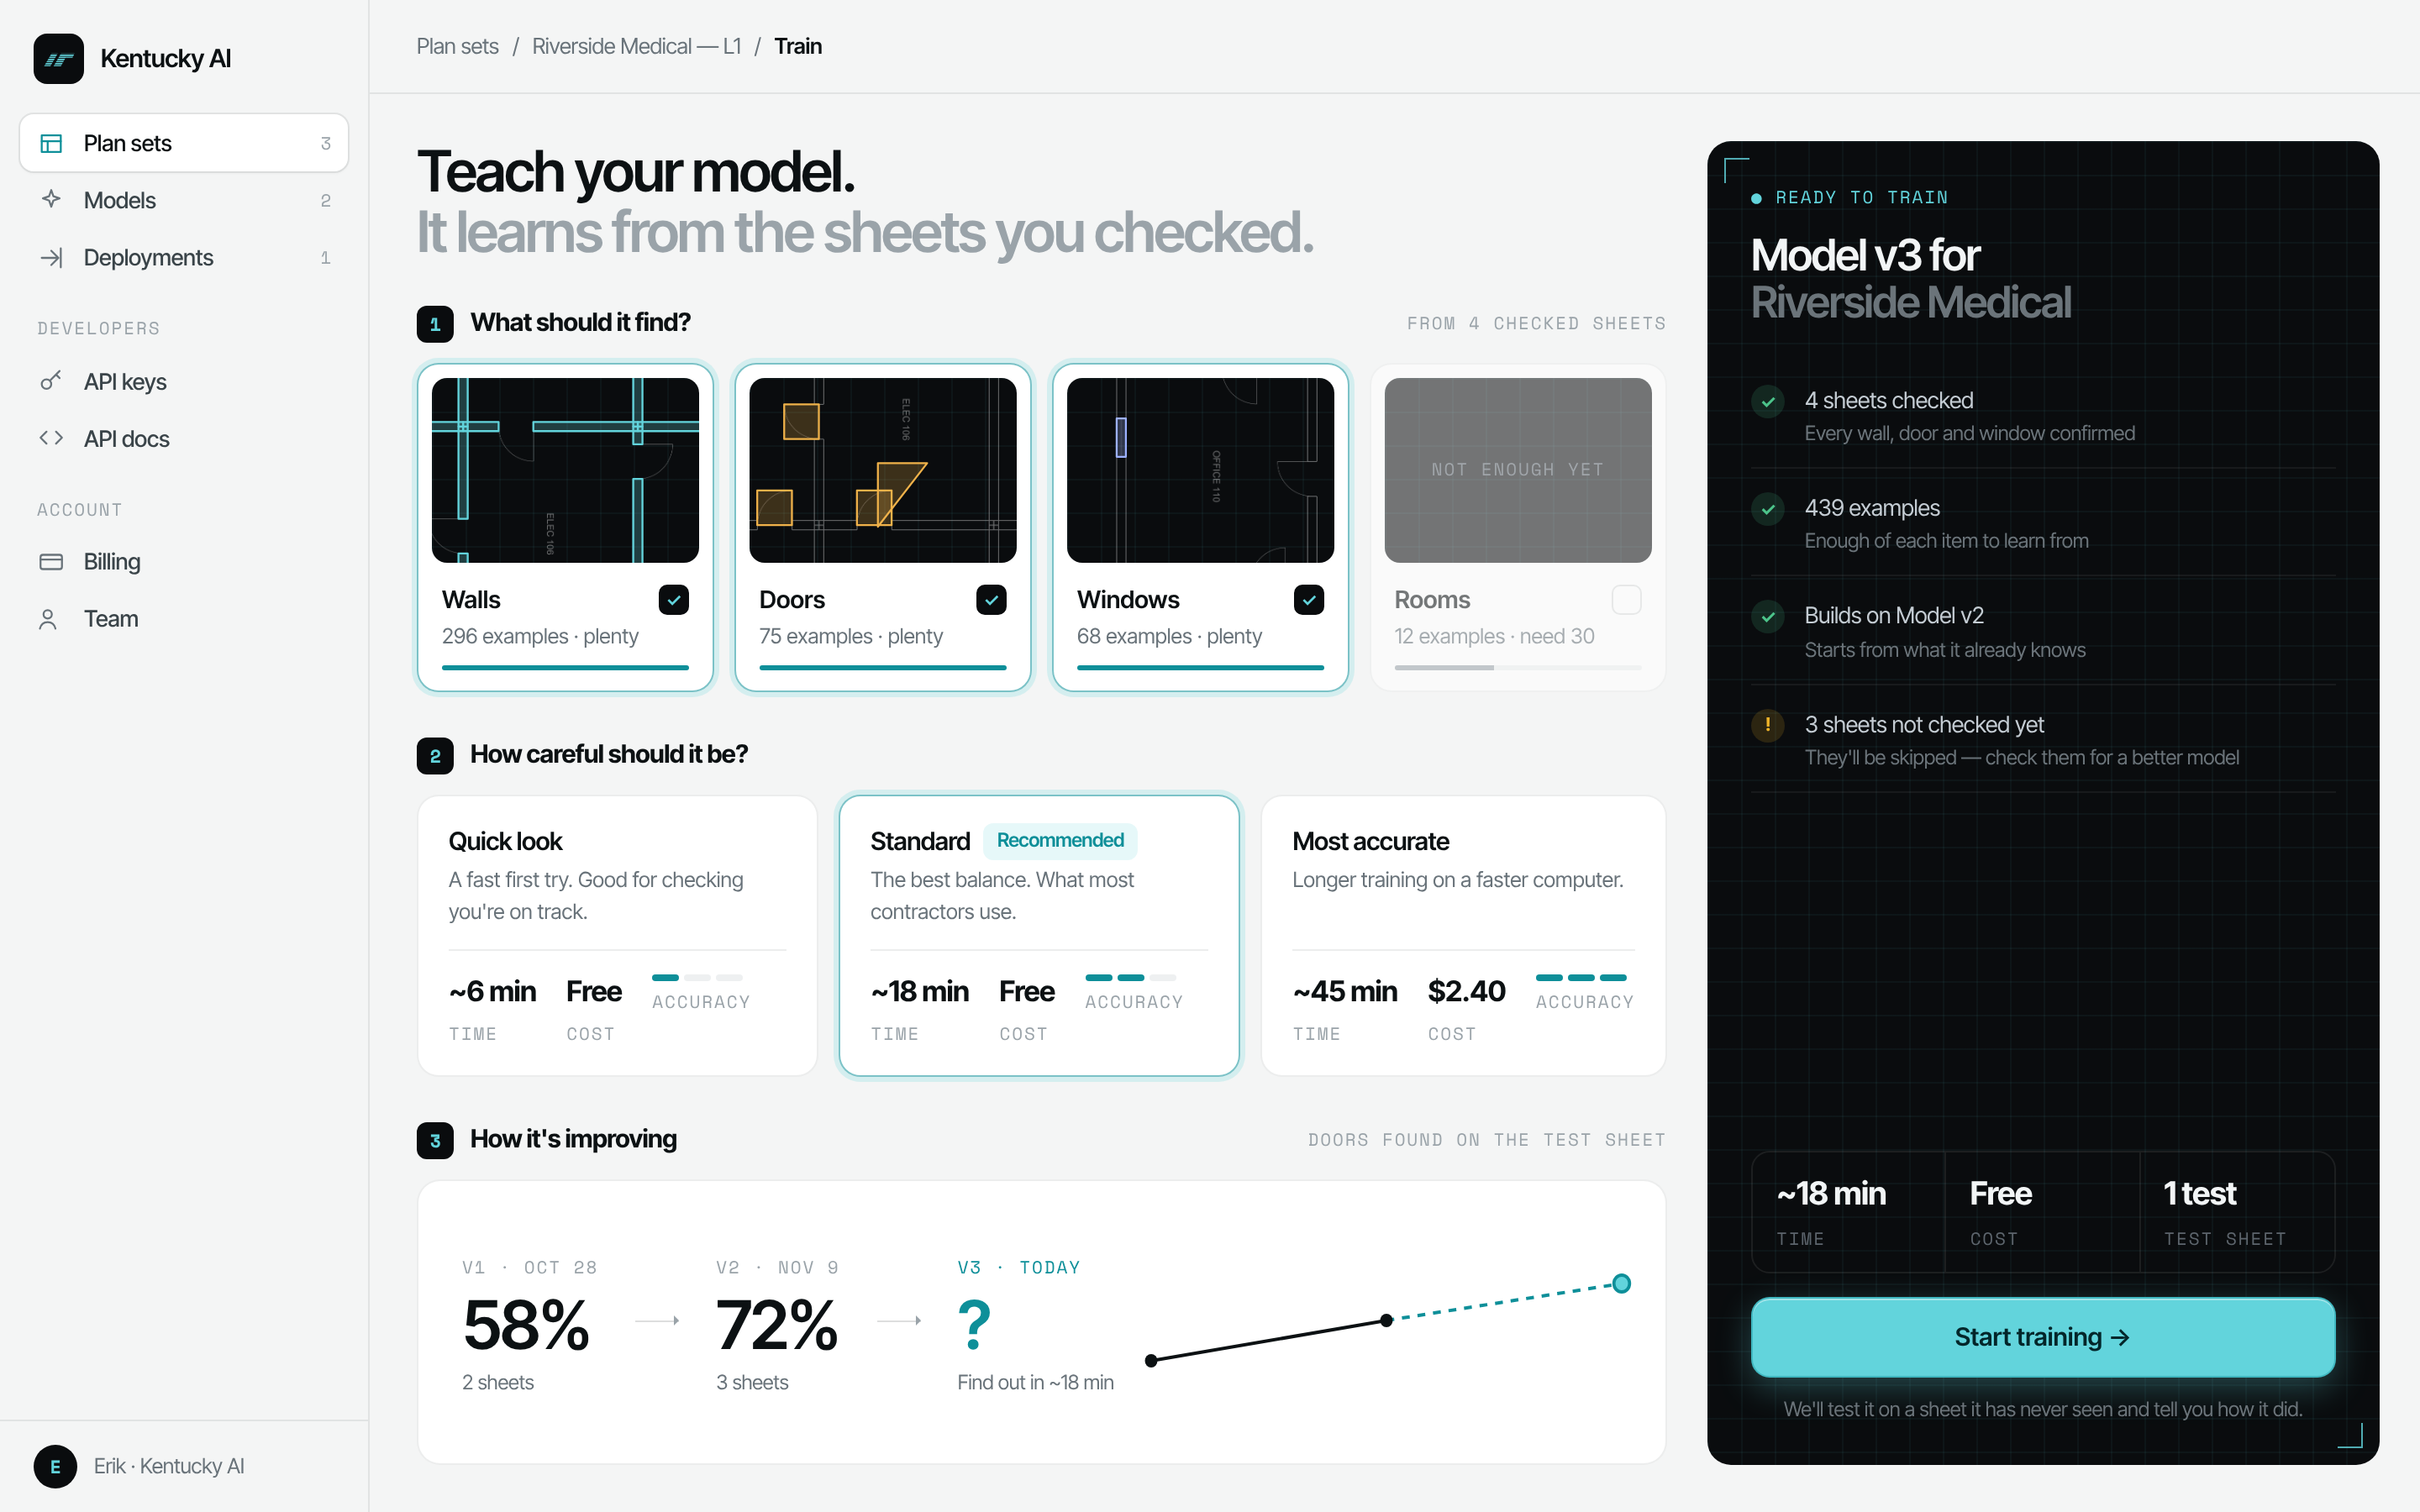 Kentucky AI
Plan sets 3
Models 2
Deployments 1
DEVELOPERS
API keys
API docs
ACCOUNT
Billing
Team
E
Erik · Kentucky AI
Plan sets / Riverside Medical — L1 / Train
Teach your model.
It learns from the sheets you checked.
1 What should it find?
FROM 4 CHECKED SHEETS
ELEC 106
Walls
296 examples · plenty
ELEC 106
Doors
75 examples · plenty
OFFICE 110
Windows
68 examples · plenty
NOT ENOUGH YET
Rooms
12 examples · need 30
2 How careful should it be?
Quick look
A fast first try. Good for checking
you're on track.
~6 min
TIME
Free
COST
ACCURACY
Standard Recommended
The best balance. What most
contractors use.
~18 min
TIME
Free
COST
ACCURACY
Most accurate
Longer training on a faster computer.
~45 min
TIME
$2.40
COST
ACCURACY
3 How it's improving
DOORS FOUND ON THE TEST SHEET
V1 · OCT 28
58%
2 sheets
V2 · NOV 9
72%
3 sheets
V3 · TODAY
?
Find out in ~18 min
READY TO TRAIN
Model v3 for
Riverside Medical
4 sheets checked
Every wall, door and window confirmed
439 examples
Enough of each item to learn from
Builds on Model v2
Starts from what it already knows
!
3 sheets not checked yet
They'll be skipped — check them for a better model
~18 min
TIME
Free
COST
1 test
TEST SHEET
Start training →
We'll test it on a sheet it has never seen and tell you how it did.